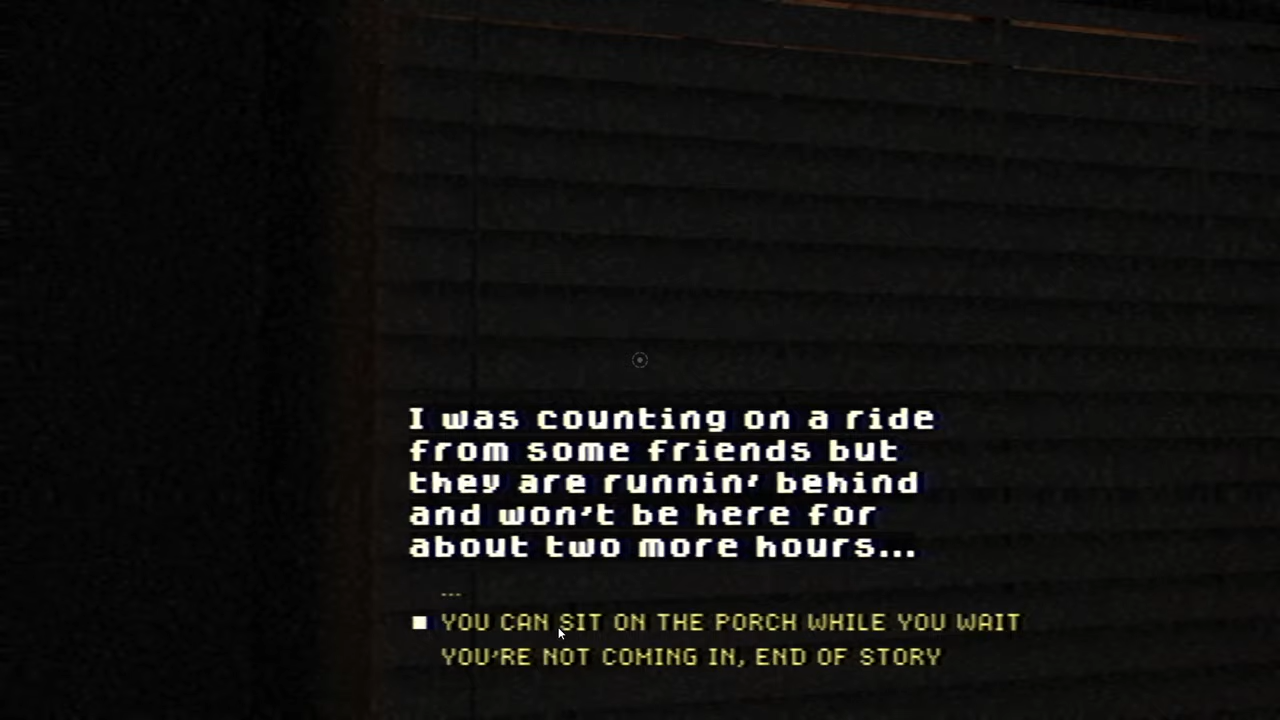 I was counting on a ride
from some friends but
they are runnin' behind
and won't be here for
about two more hours...
...
YOU CAN SIT ON THE PORCH WHILE YOU WAIT
YOU'RE NOT COMING IN, END OF STORY